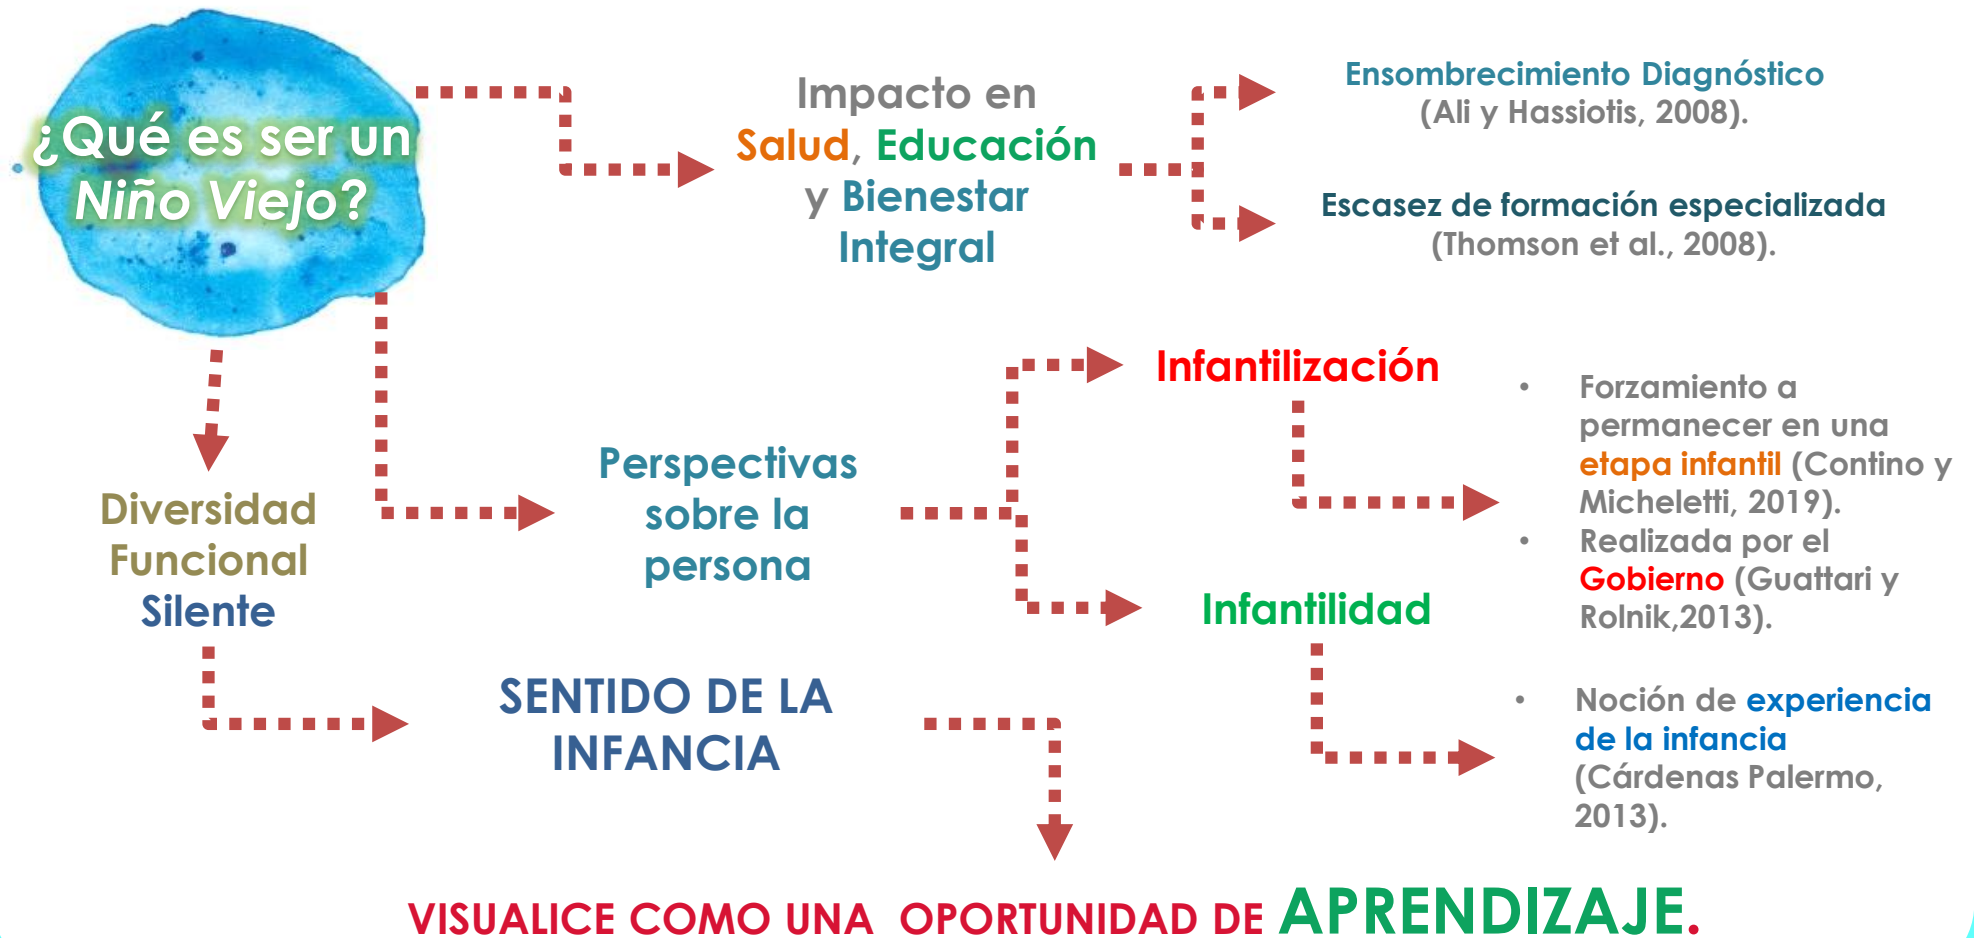 ¿Qué es ser un
Niño Viejo?
Impacto en
Salud, Educación
y Bienestar
Integral
Ensombrecimiento Diagnóstico
(Ali y Hassiotis, 2008).
Escasez de formación especializada
(Thomson et al., 2008).
Perspectivas
sobre la
persona
Infantilización
• Forzamiento a
permanecer en una
etapa infantil (Contino y
Micheletti, 2019).
• Realizada por el
Gobierno (Guattari y
Rolnik,2013).
Infantilidad
• Noción de experiencia
de la infancia
(Cárdenas Palermo,
2013).
Diversidad
Funcional
Silente
SENTIDO DE LA
INFANCIA
VISUALICE COMO UNA OPORTUNIDAD DE APRENDIZAJE.